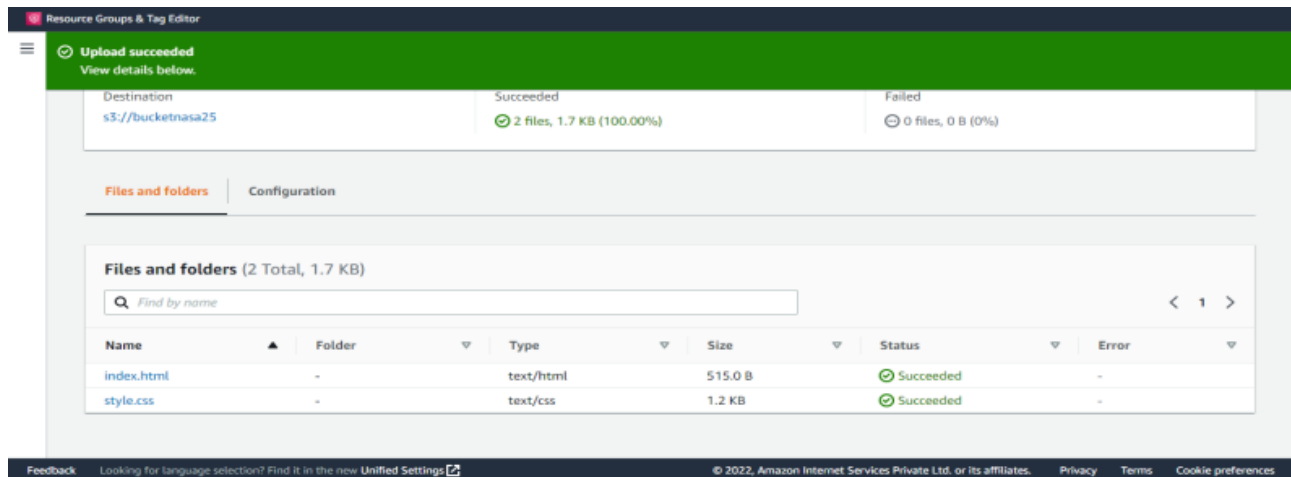 Resource Groups & Tag Editor
Upload succeeded
View details below.
Destination Succeeded Failed
s3://bucketnasa25 2 files, 1.7 KB (100.00%) 0 files, 0 B (0%)
Files and folders Configuration
Files and folders (2 Total, 1.7 KB)
Find by name
1
Name Folder Type Size Status Error
index.html - text/html 515.0 B Succeeded -
style.css - text/css 1.2 KB Succeeded -
Feedback Looking for language selection? Find it in the new Unified Settings © 2022, Amazon Internet Services Private Ltd. or its affiliates. Privacy Terms Cookie preferences